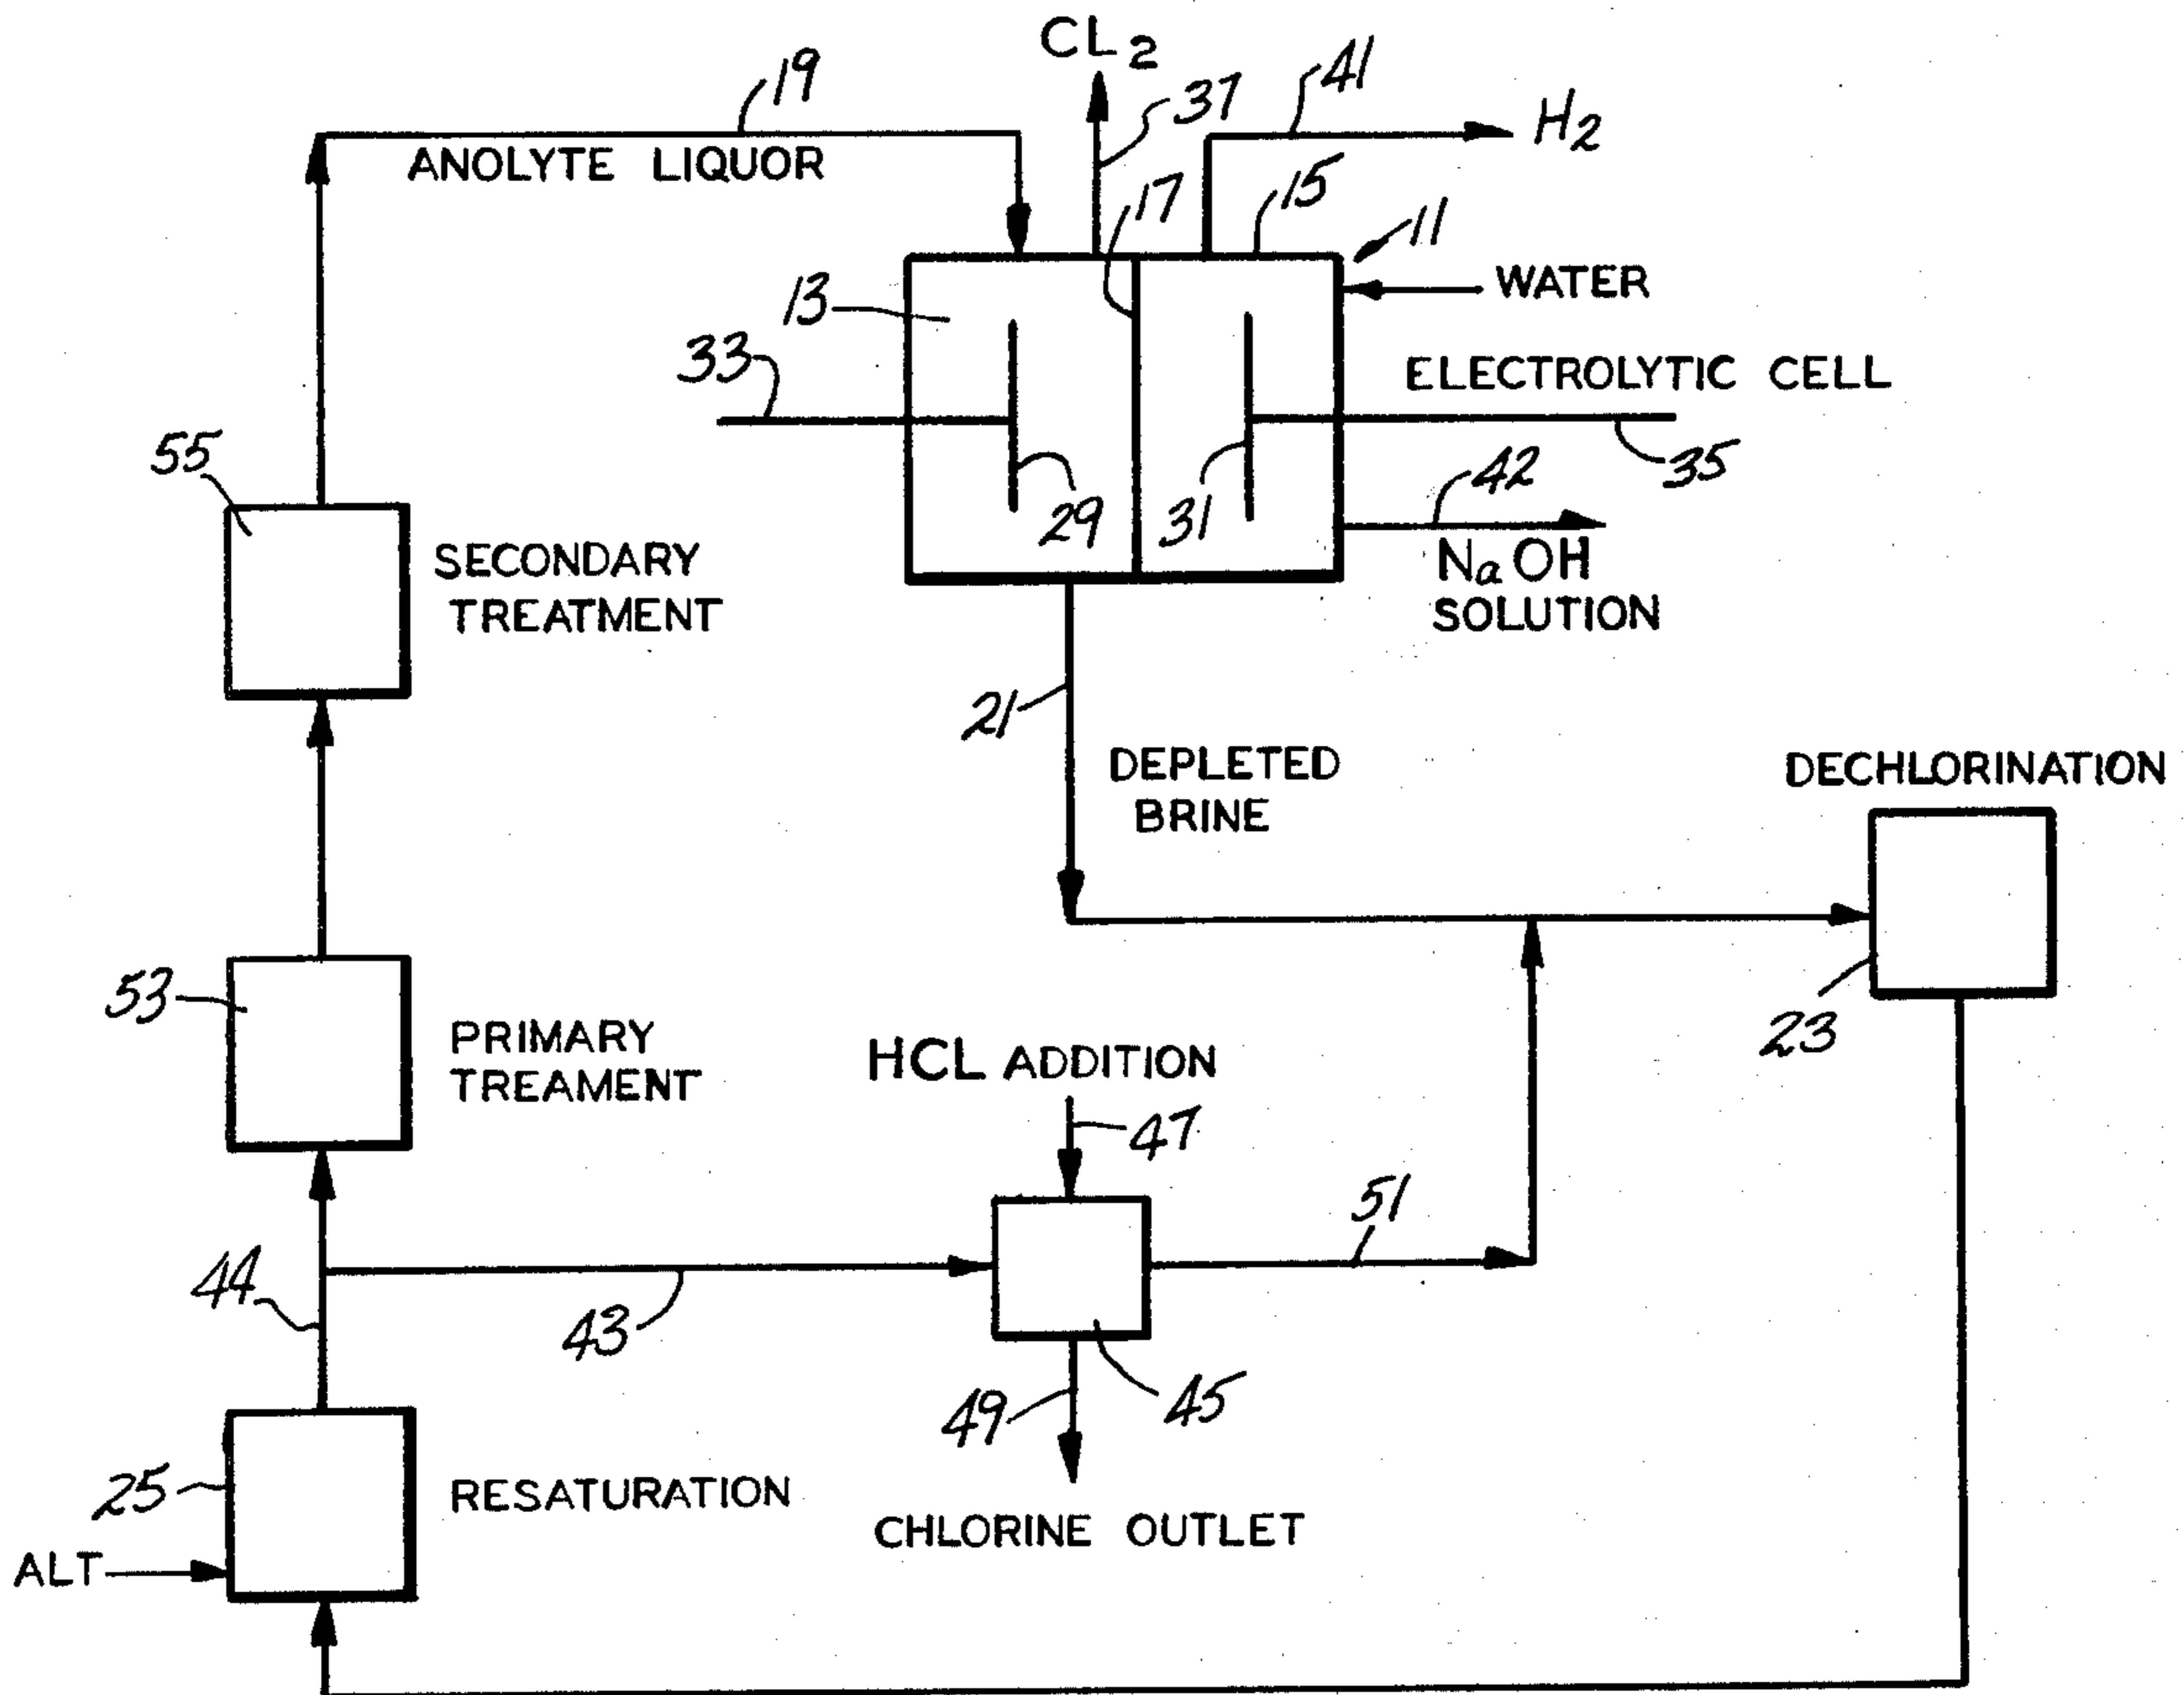 CL2
19
37
41
H2
ANOLYTE LIQUOR
17
15
11
WATER
13
33
ELECTROLYTIC CELL
55
29
31
42
35
SECONDARY
TREATMENT
NaOH
SOLUTION
21
DEPLETED
BRINE
DECHLORINATION
53
23
PRIMARY
TREAMENT
HCL ADDITION
47
51
44
43
49
45
25
RESATURATION
CHLORINE OUTLET
ALT